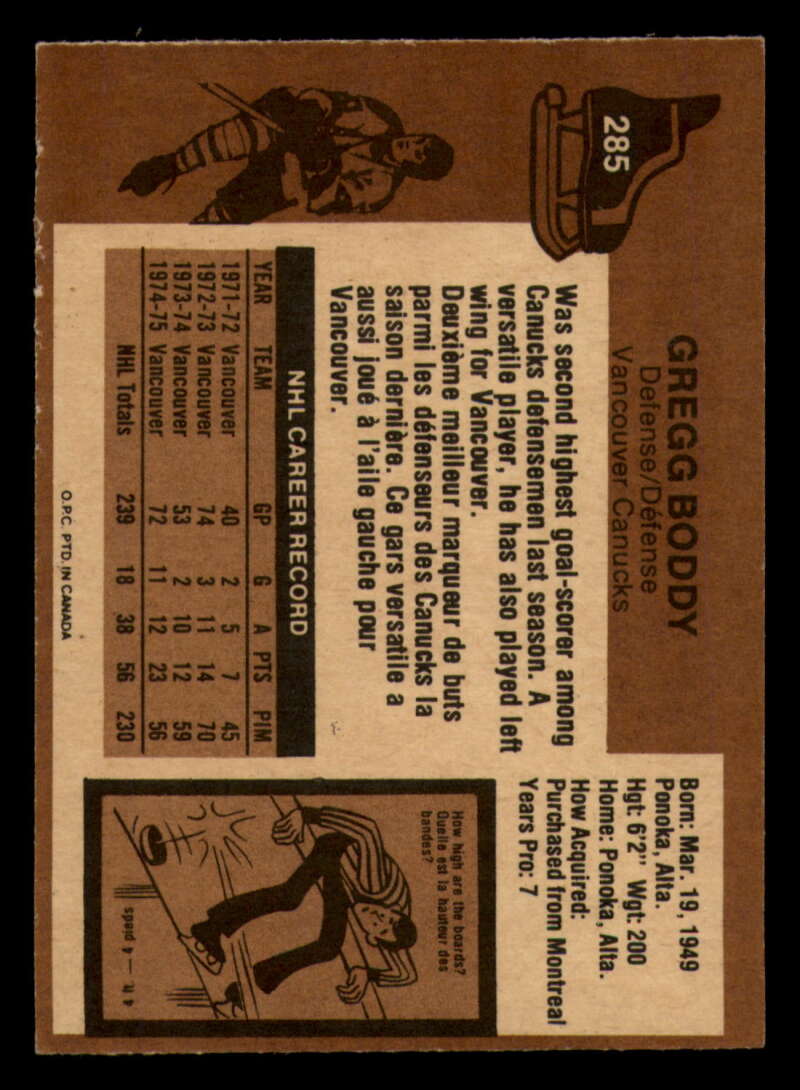 285
GREGG BODDY
Defense/Défense
Vancouver Canucks
Born: Mar. 19, 1949
Ponoka, Alta.
Hgt: 6'2" Wgt: 200
Home: Ponoka, Alta.
How Acquired:
Purchased from Montreal
Years Pro: 7
Was second highest goal-scorer among
Canucks defensemen last season. A
versatile player, he has also played left
wing for Vancouver.
Deuxième meilleur marqueur de buts
parmi les défenseurs des Canucks la
saison dernière. Ce gars versatile a
aussi joué à l'aile gauche pour
Vancouver.
NHL CAREER RECORD
YEAR TEAM GP G A PTS PIM
1971-72 Vancouver 40 2 5 7 45
1972-73 Vancouver 74 3 11 14 70
1973-74 Vancouver 53 2 10 12 59
1974-75 Vancouver 72 11 12 23 56
NHL Totals 239 18 38 56 230
How high are the boards?
Quelle est la hauteur des
bandes?
4 ft. — 4 pieds
O.P.C. PTD. IN CANADA